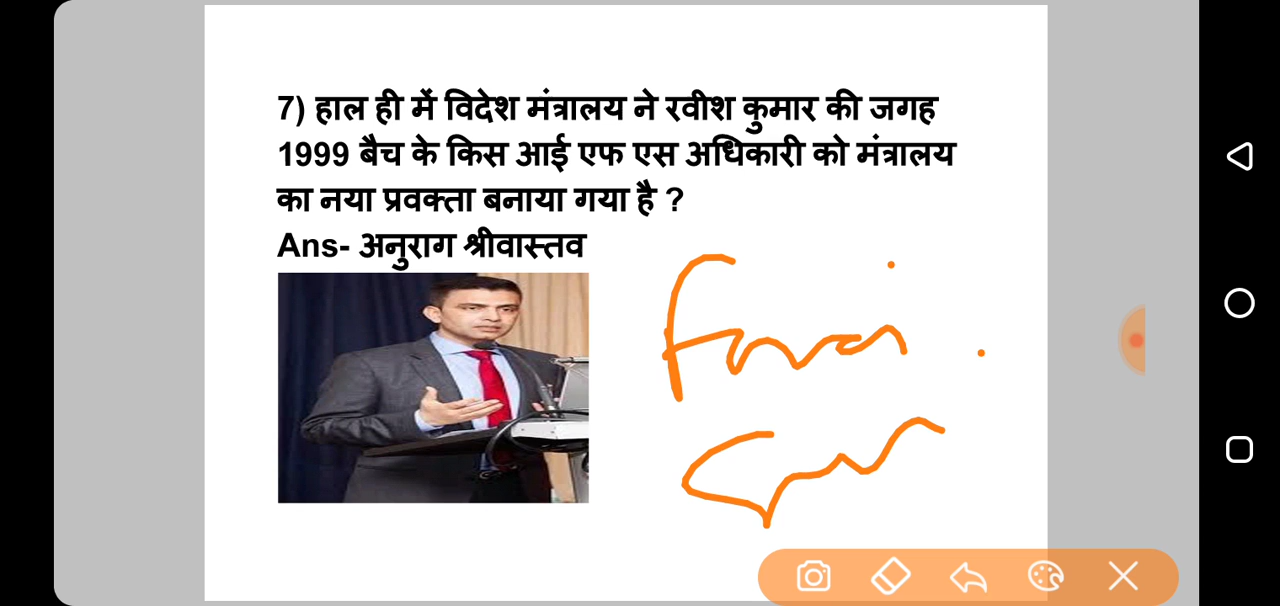 7) हाल ही में विदेश मंत्रालय ने रवीश कुमार की जगह
1999 बैच के किस आई एफ एस अधिकारी को मंत्रालय
का नया प्रवक्ता बनाया गया है ?
Ans- अनुराग श्रीवास्तव